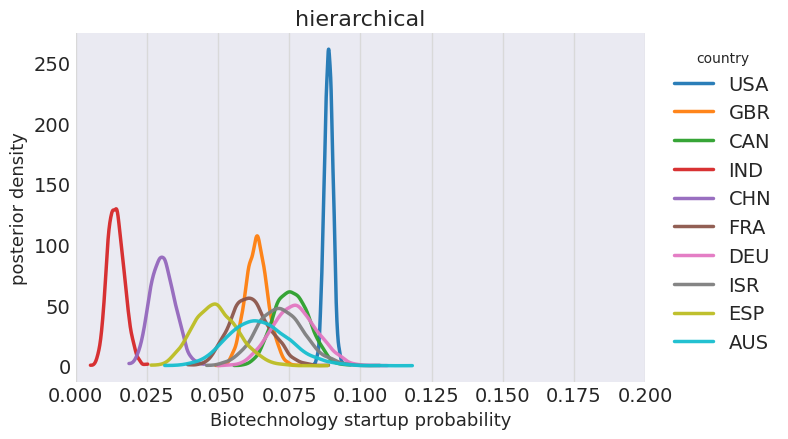 hierarchical
posterior density
250
200
150
100
50
0
0.000 0.025 0.050 0.075 0.100 0.125 0.150 0.175 0.200
Biotechnology startup probability
country
USA
GBR
CAN
IND
CHN
FRA
DEU
ISR
ESP
AUS